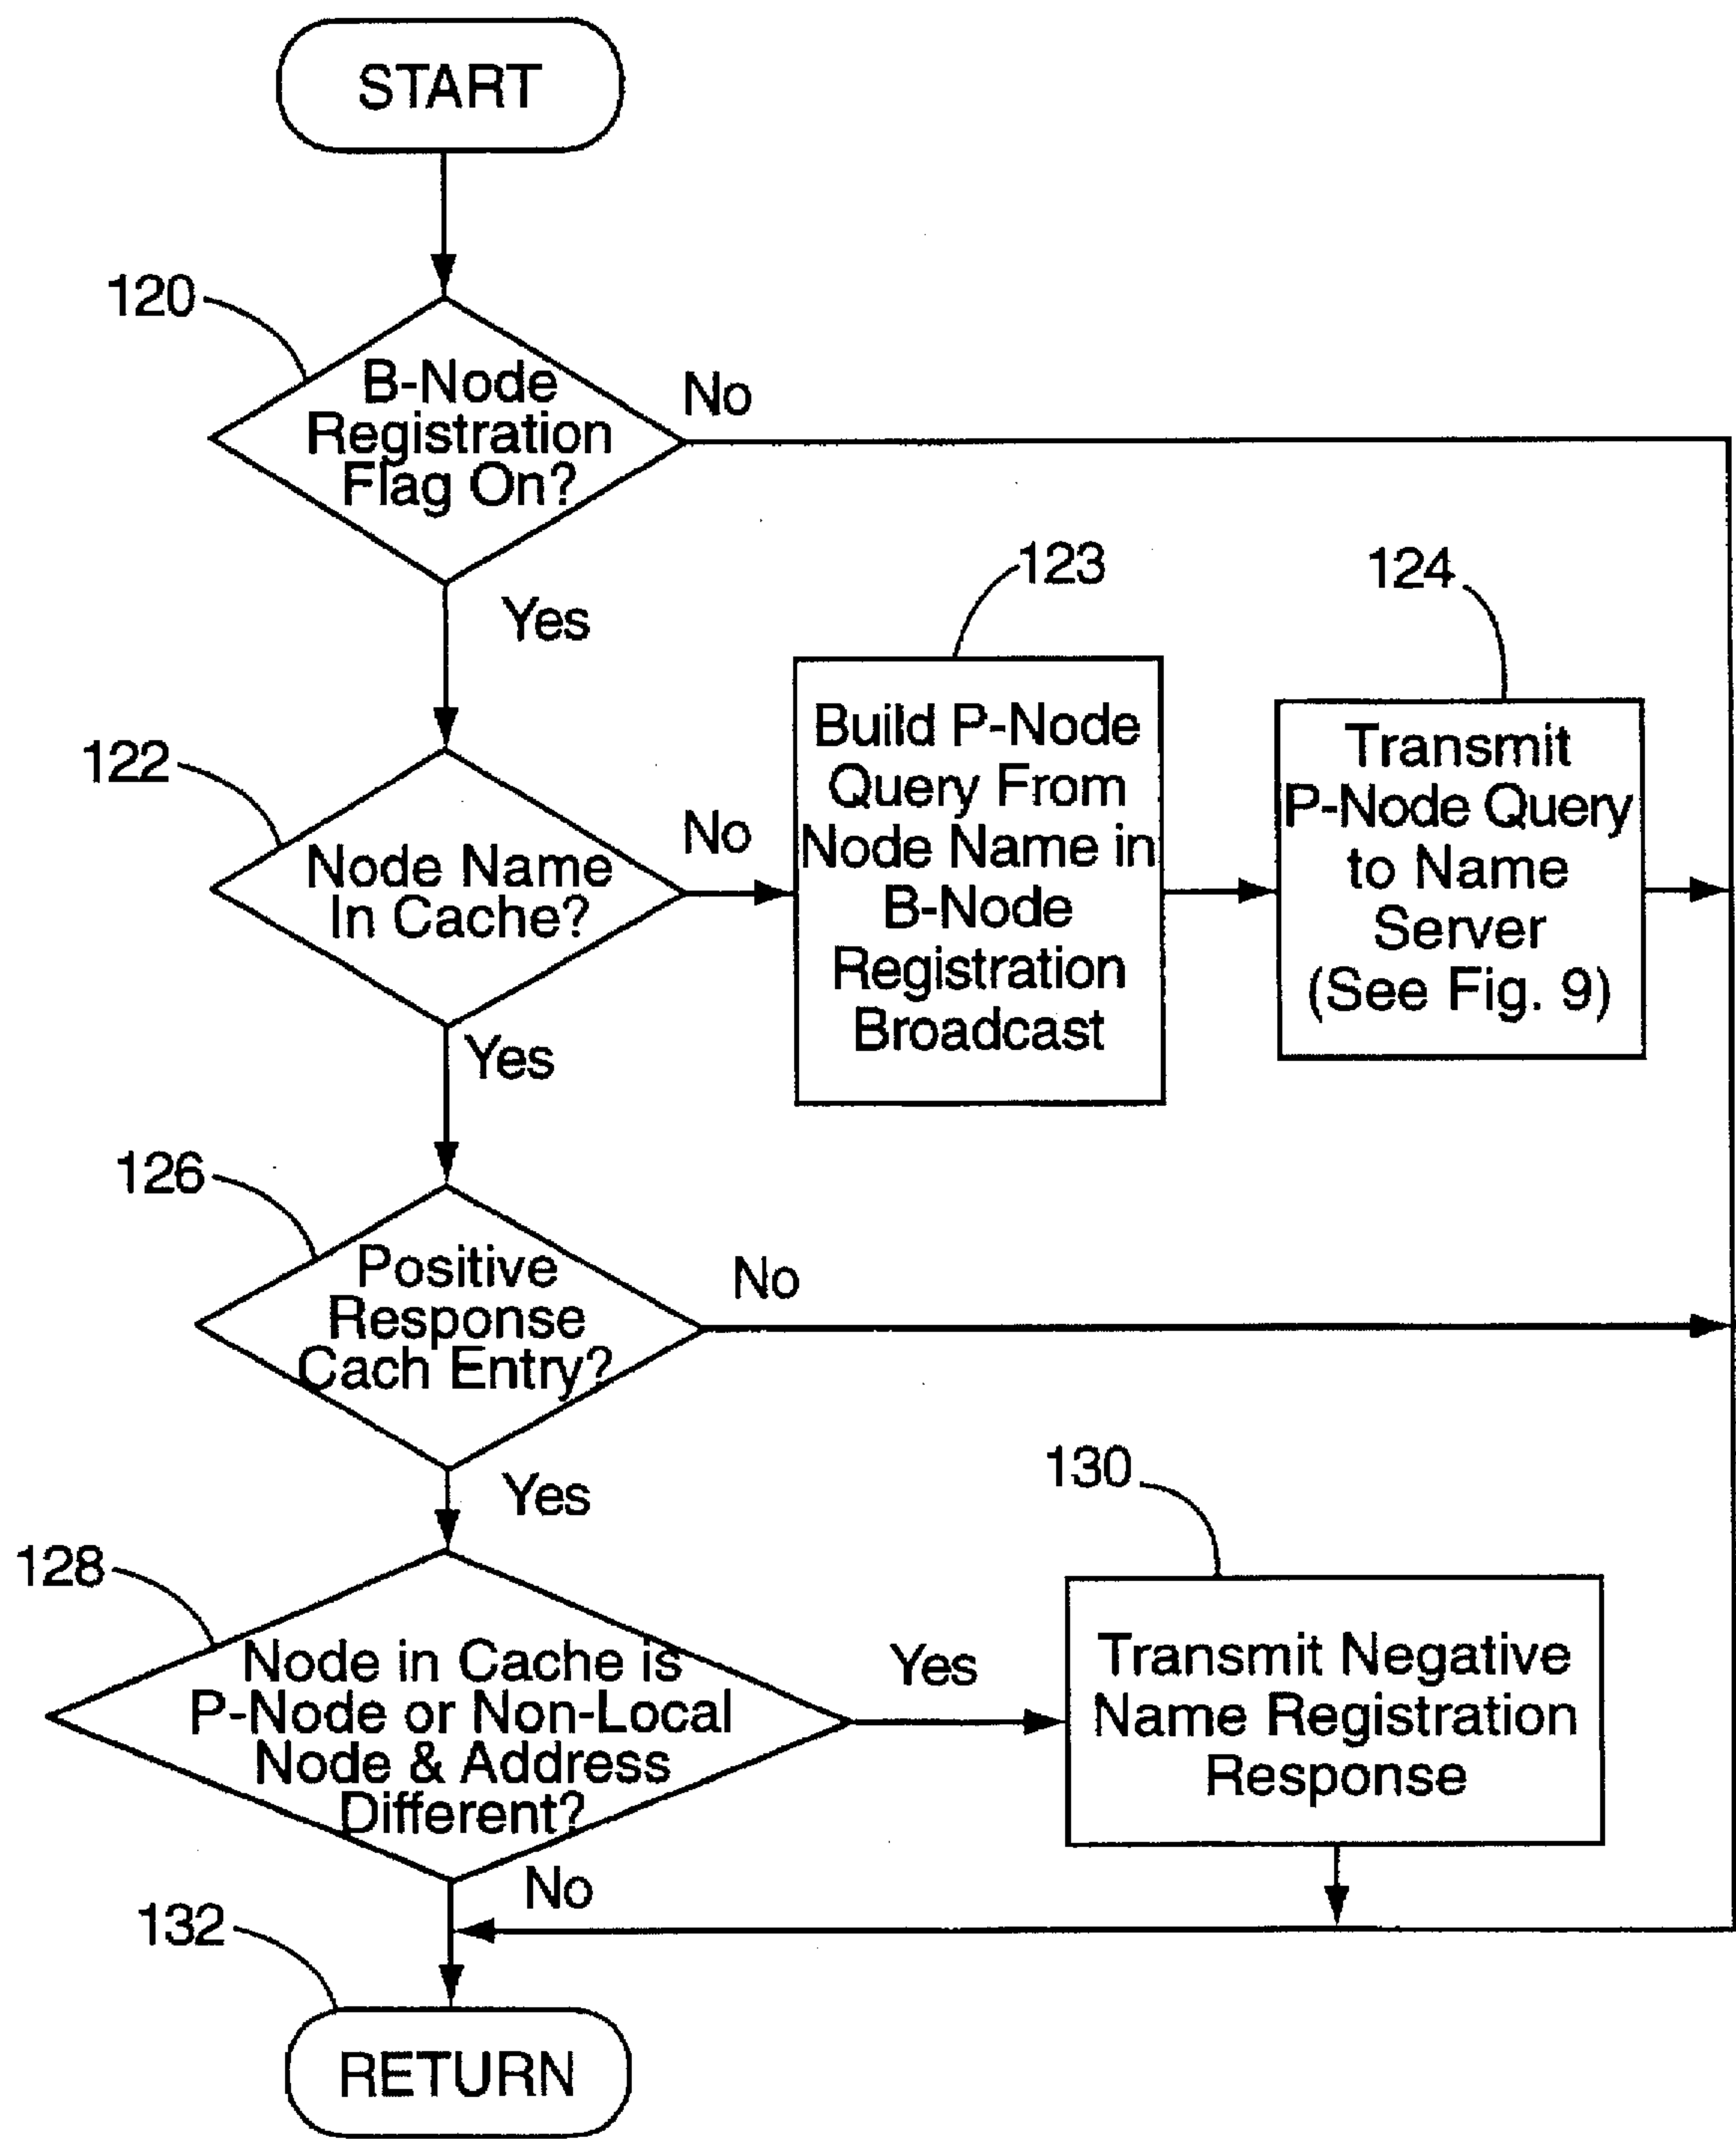 START
120
B-Node
Registration
Flag On?
No
Yes
123
124
122
Node Name
In Cache?
No
Build P-Node
Query From
Node Name in
B-Node
Registration
Broadcast
Transmit
P-Node Query
to Name
Server
(See Fig. 9)
Yes
126
Positive
Response
Cach Entry?
No
Yes
130
128
Node in Cache is
P-Node or Non-Local
Node & Address
Different?
Yes
Transmit Negative
Name Registration
Response
No
132
RETURN